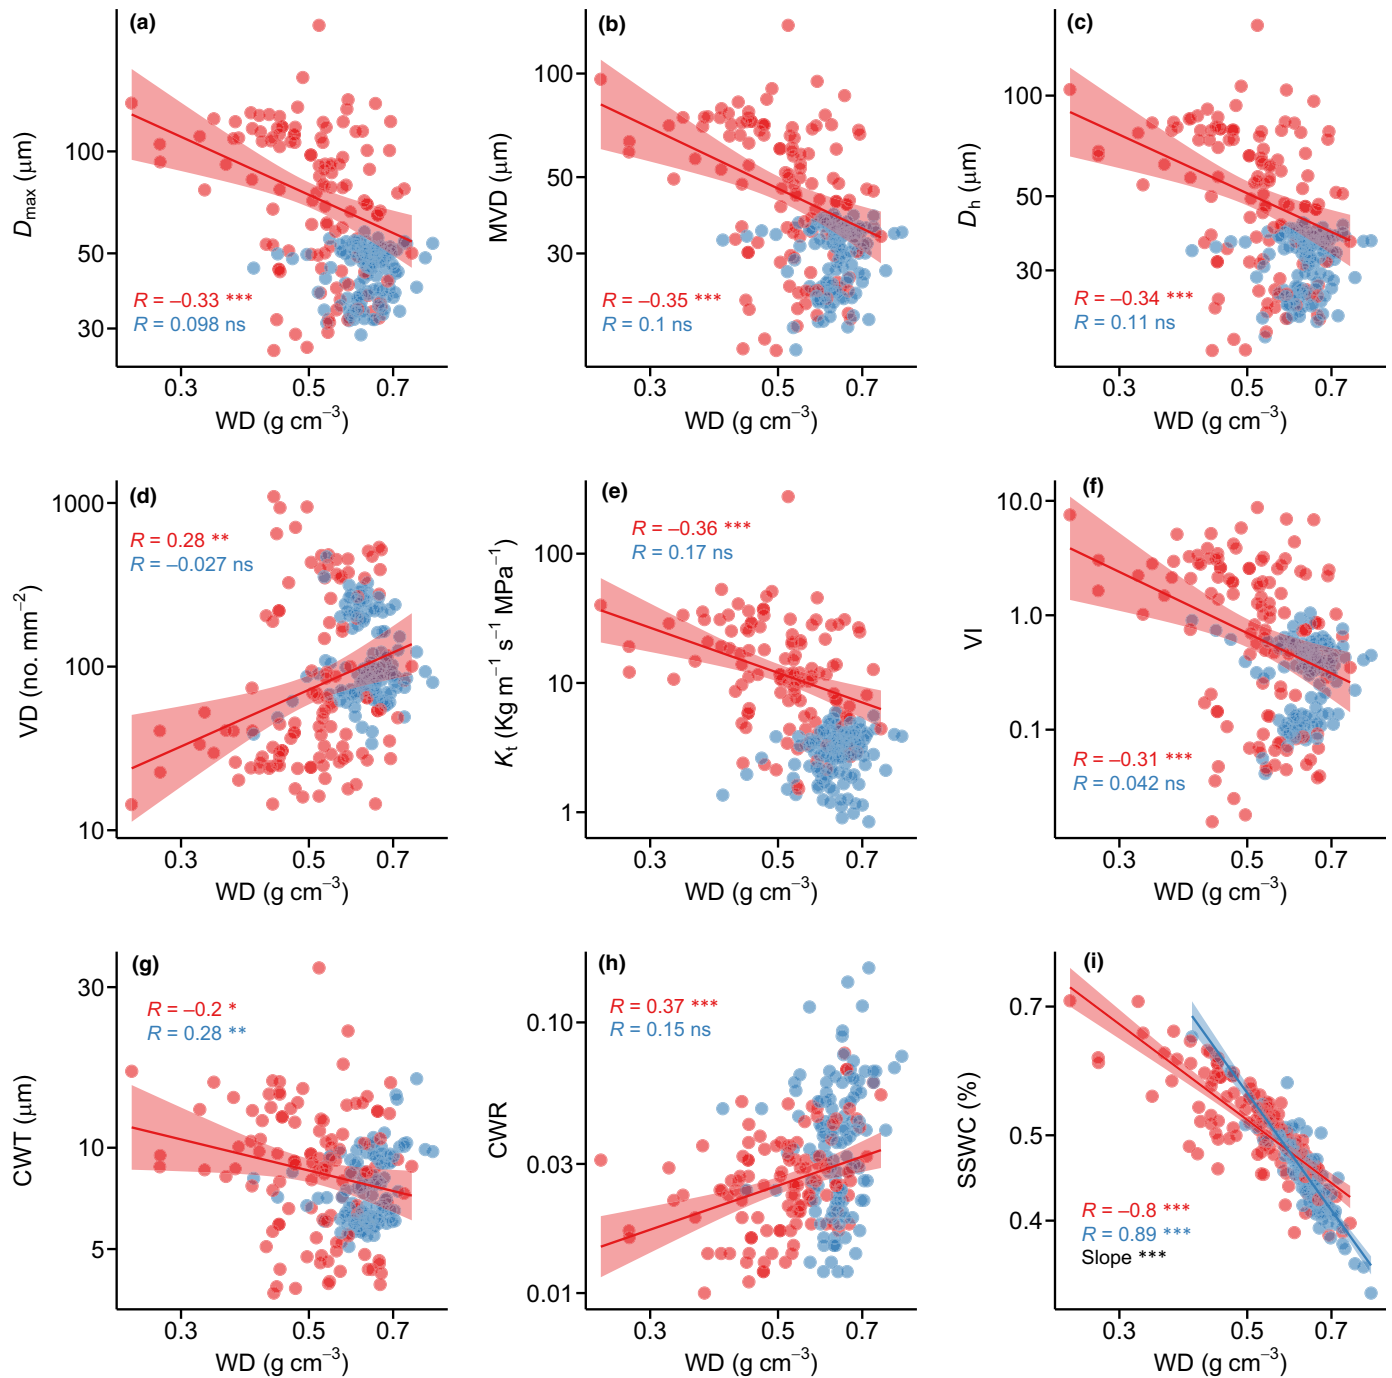 (a)
100
50
30
D max (μm)
R = –0.33 ***
R = 0.098 ns
0.3 0.5 0.7
WD (g cm⁻³)
(b)
100
50
30
MVD (μm)
R = –0.35 ***
R = 0.1 ns
0.3 0.5 0.7
WD (g cm⁻³)
(c)
100
50
30
D h (μm)
R = –0.34 ***
R = 0.11 ns
0.3 0.5 0.7
WD (g cm⁻³)
(d)
1000
100
10
VD (no. mm⁻²)
R = 0.28 **
R = –0.027 ns
0.3 0.5 0.7
WD (g cm⁻³)
(e)
100
10
1
K t (Kg m⁻¹ s⁻¹ MPa⁻¹)
R = –0.36 ***
R = 0.17 ns
0.3 0.5 0.7
WD (g cm⁻³)
(f)
10.0
1.0
0.1
VI
R = –0.31 ***
R = 0.042 ns
0.3 0.5 0.7
WD (g cm⁻³)
(g)
30
10
5
CWT (μm)
R = –0.2 *
R = 0.28 **
0.3 0.5 0.7
WD (g cm⁻³)
(h)
0.10
0.03
0.01
CWR
R = 0.37 ***
R = 0.15 ns
0.3 0.5 0.7
WD (g cm⁻³)
(i)
0.7
0.5
0.4
SSWC (%)
R = –0.8 ***
R = 0.89 ***
Slope ***
0.3 0.5 0.7
WD (g cm⁻³)